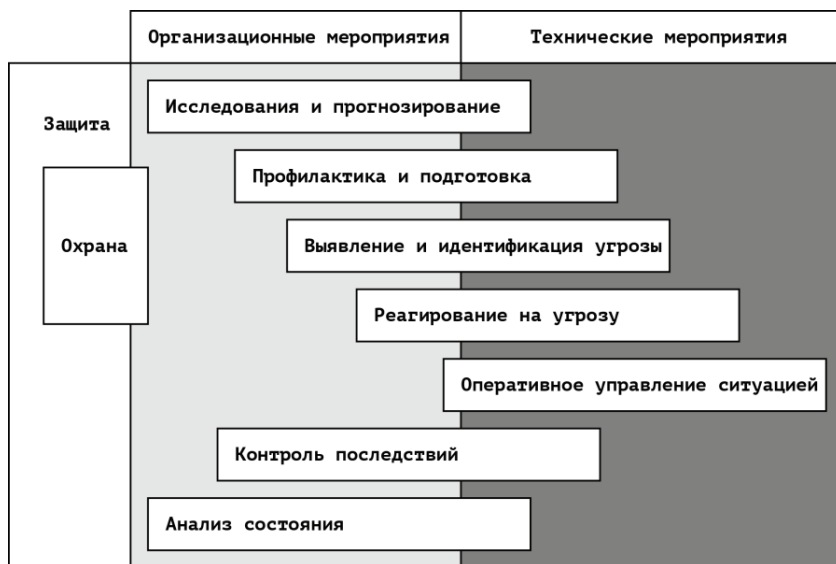 Организационные мероприятия
Технические мероприятия
Исследования и прогнозирование
Защита
Профилактика и подготовка
Охрана
Выявление и идентификация угрозы
Реагирование на угрозу
Оперативное управление ситуацией
Контроль последствий
Анализ состояния